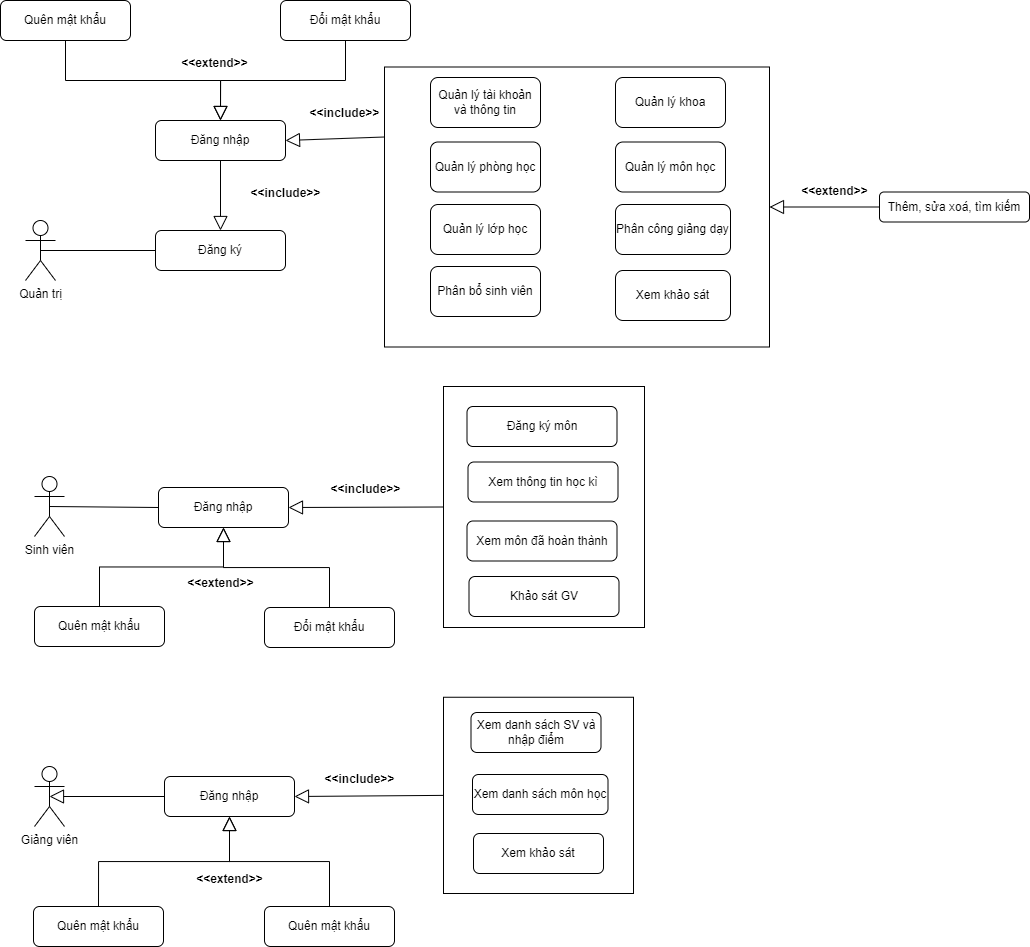 Quên mật khẩu
Đổi mật khẩu
<<extend>>
<<include>>
Đăng nhập
<<include>>
Đăng ký
Quản trị
Quản lý tài khoản
và thông tin
Quản lý khoa
Quản lý phòng học
Quản lý môn học
Quản lý lớp học
Phân công giảng dạy
Phân bổ sinh viên
Xem khảo sát
<<extend>>
Thêm, sửa xoá, tìm kiếm
Sinh viên
Đăng nhập
<<include>>
<<extend>>
Quên mật khẩu
Đổi mật khẩu
Đăng ký môn
Xem thông tin học kì
Xem môn đã hoàn thành
Khảo sát GV
Giảng viên
Đăng nhập
<<include>>
<<extend>>
Quên mật khẩu
Quên mật khẩu
Xem danh sách SV và
nhập điểm
Xem danh sách môn học
Xem khảo sát